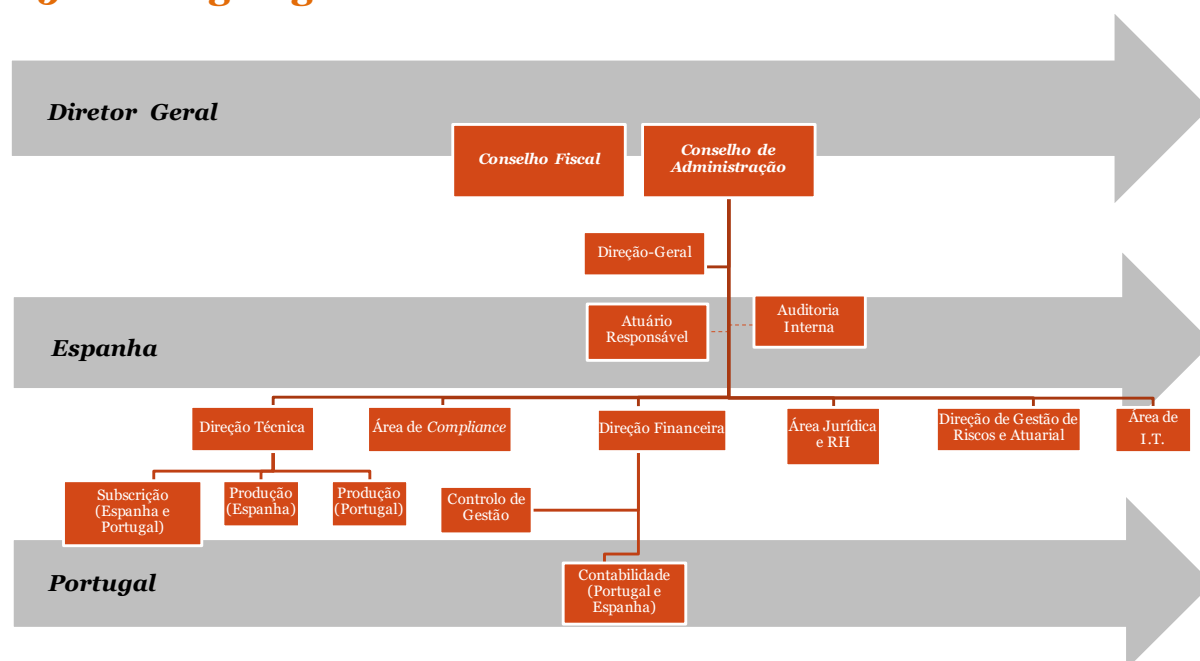 Diretor Geral
Conselho Fiscal
Conselho de
Administração
Direção-Geral
Espanha
Atuário
Responsável
Auditoria
Interna
Direção Técnica
Área de Compliance
Direção Financeira
Área Jurídica
e RH
Direção de Gestão de
Riscos e Atuarial
Área de
I.T.
Subscrição
(Espanha e
Portugal)
Produção
(Espanha)
Produção
(Portugal)
Controlo de
Gestão
Portugal
Contabilidade
(Portugal e
Espanha)